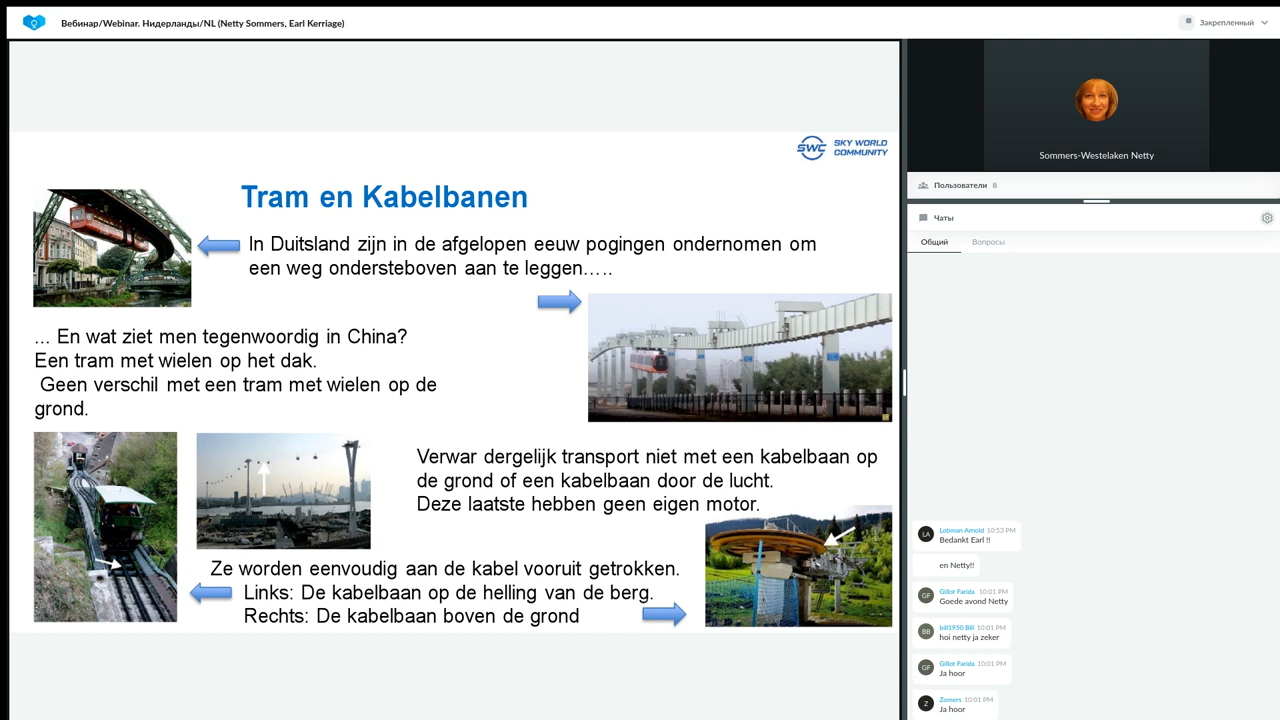 Вебинар/Webinar. Нидерланды/NL (Netty Sommers, Earl Kerriage)
Закрепленный
SWC SKY WORLD
COMMUNITY
Tram en Kabelbanen
In Duitsland zijn in de afgelopen eeuw pogingen ondernomen om
een weg ondersteboven aan te leggen…..
... En wat ziet men tegenwoordig in China?
Een tram met wielen op het dak.
Geen verschil met een tram met wielen op de
grond.
Verwar dergelijk transport niet met een kabelbaan op
de grond of een kabelbaan door de lucht.
Deze laatste hebben geen eigen motor.
Ze worden eenvoudig aan de kabel vooruit getrokken.
Links: De kabelbaan op de helling van de berg.
Rechts: De kabelbaan boven de grond
Sommers-Westelaken Netty
Пользователи 8
Чаты
Общий Вопросы
LA Lobman Arnold 10:53 PM
Bedankt Earl !!
en Netty!!
GF Gillot Farida 10:01 PM
Goede avond Netty
BB bill1950 Bill 10:01 PM
hoi netty ja zeker
GF Gillot Farida 10:01 PM
Ja hoor
Z Zomers 10:01 PM
Ja hoor